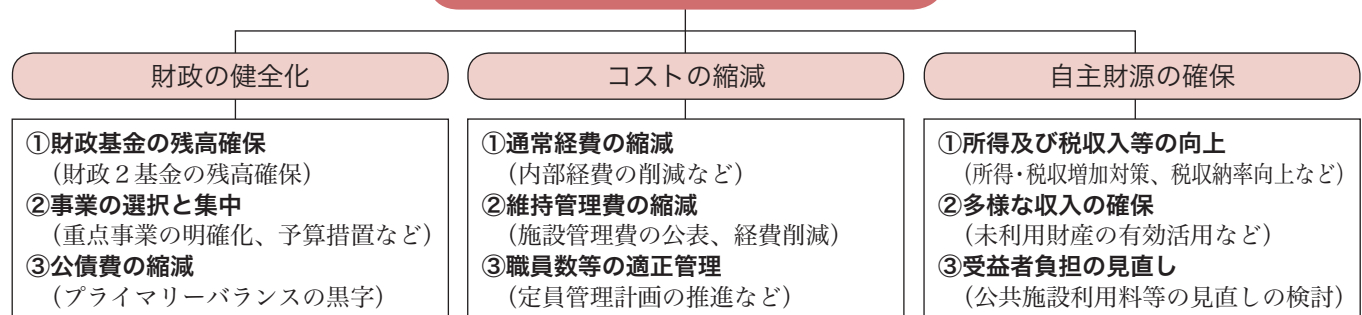 財政の健全化
①財政基金の残高確保
（財政２基金の残高確保）
②事業の選択と集中
（重点事業の明確化、予算措置など）
③公債費の縮減
（プライマリーバランスの黒字）
コストの縮減
①通常経費の縮減
（内部経費の削減など）
②維持管理費の縮減
（施設管理費の公表、経費削減）
③職員数等の適正管理
（定員管理計画の推進など）
自主財源の確保
①所得及び税収入等の向上
（所得・税収増加対策、税収納率向上など）
②多様な収入の確保
（未利用財産の有効活用など）
③受益者負担の見直し
（公共施設利用料等の見直しの検討）